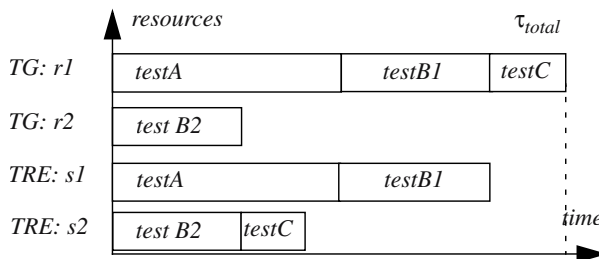 resources τtotal
TG: r1 testA testB1 testC
TG: r2 test B2
TRE: s1 testA testB1
TRE: s2 test B2 testC
time